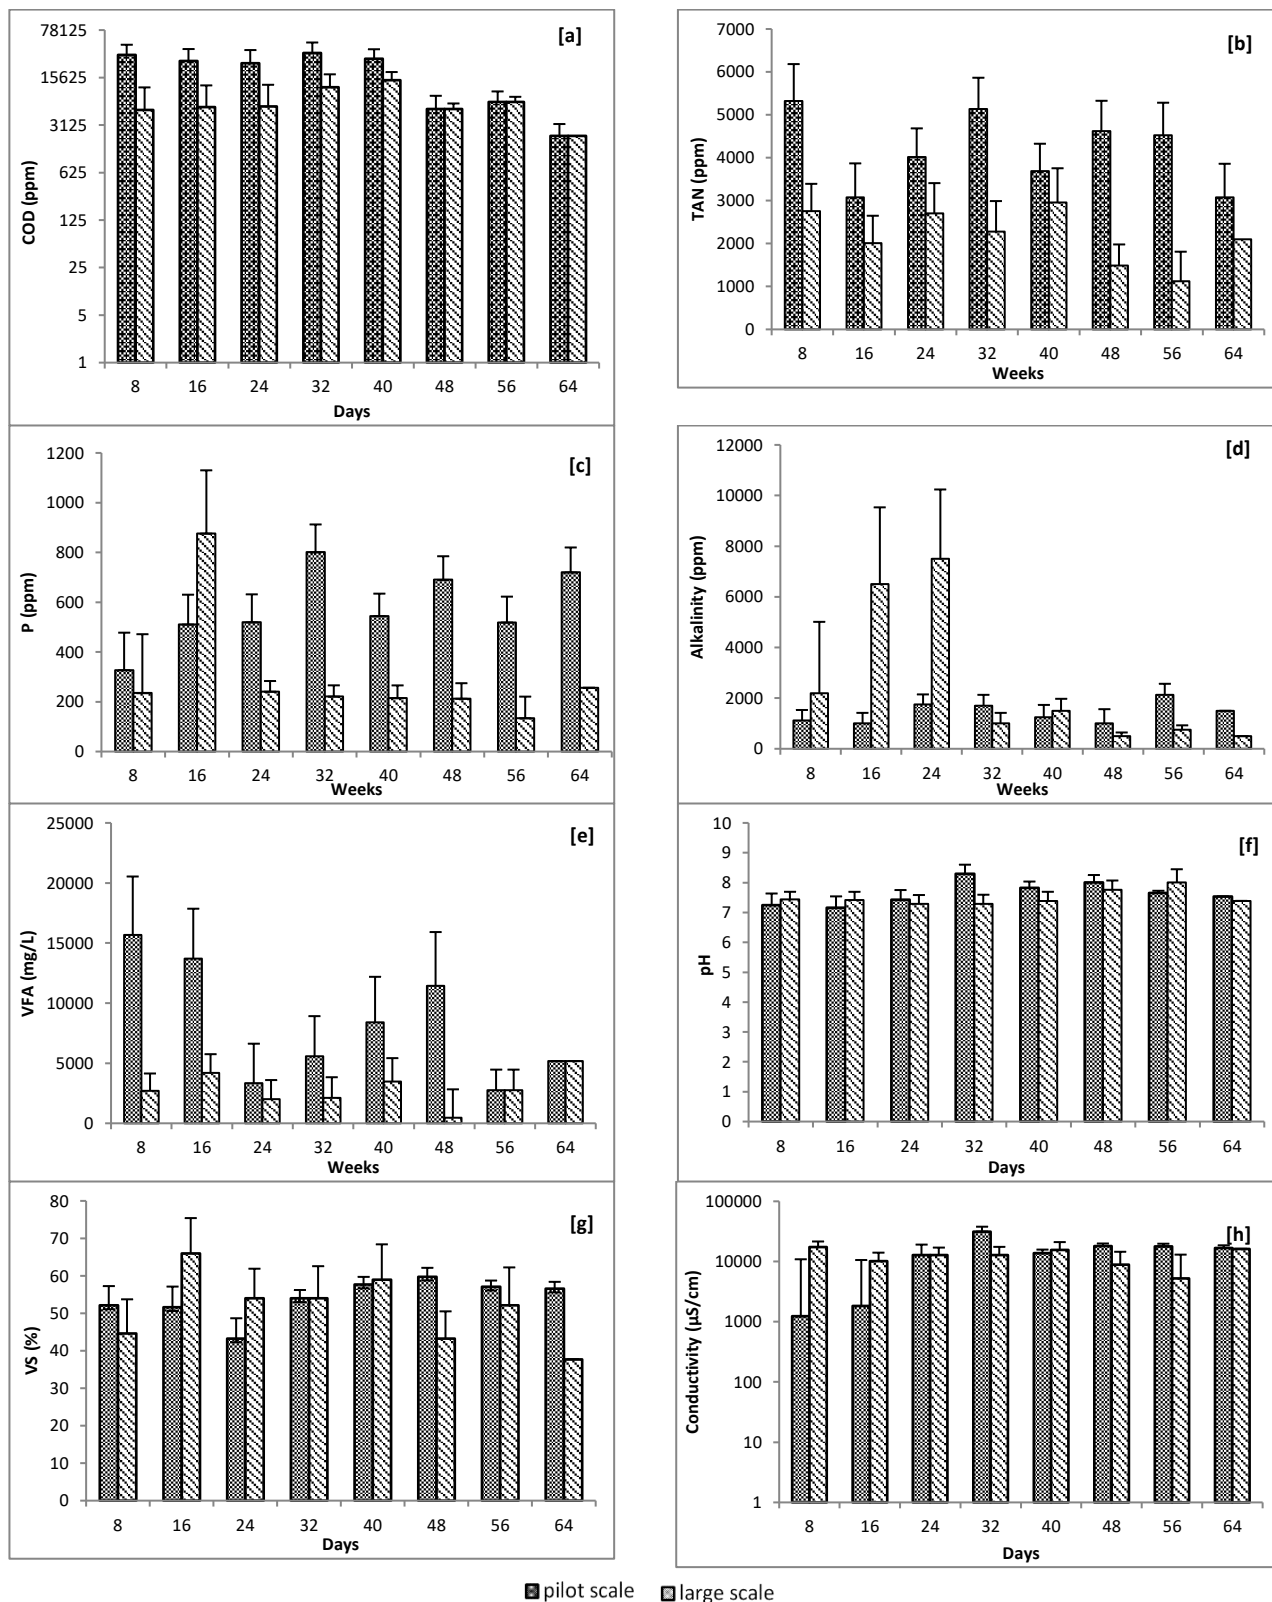 [a]
COD (ppm)
78125
15625
3125
625
125
25
5
1
8 16 24 32 40 48 56 64
Days
[b]
TAN (ppm)
7000
6000
5000
4000
3000
2000
1000
0
8 16 24 32 40 48 56 64
Weeks
[c]
P (ppm)
1200
1000
800
600
400
200
0
8 16 24 32 40 48 56 64
Weeks
[d]
Alkalinity (ppm)
12000
10000
8000
6000
4000
2000
0
8 16 24 32 40 48 56 64
Weeks
[e]
VFA (mg/L)
25000
20000
15000
10000
5000
0
8 16 24 32 40 48 56 64
Weeks
[f]
pH
10
9
8
7
6
5
4
3
2
1
0
8 16 24 32 40 48 56 64
Days
[g]
VS (%)
80
70
60
50
40
30
20
10
0
8 16 24 32 40 48 56 64
Days
[h]
Conductivity (µS/cm)
100000
10000
1000
100
10
1
8 16 24 32 40 48 56 64
Days
pilot scale large scale